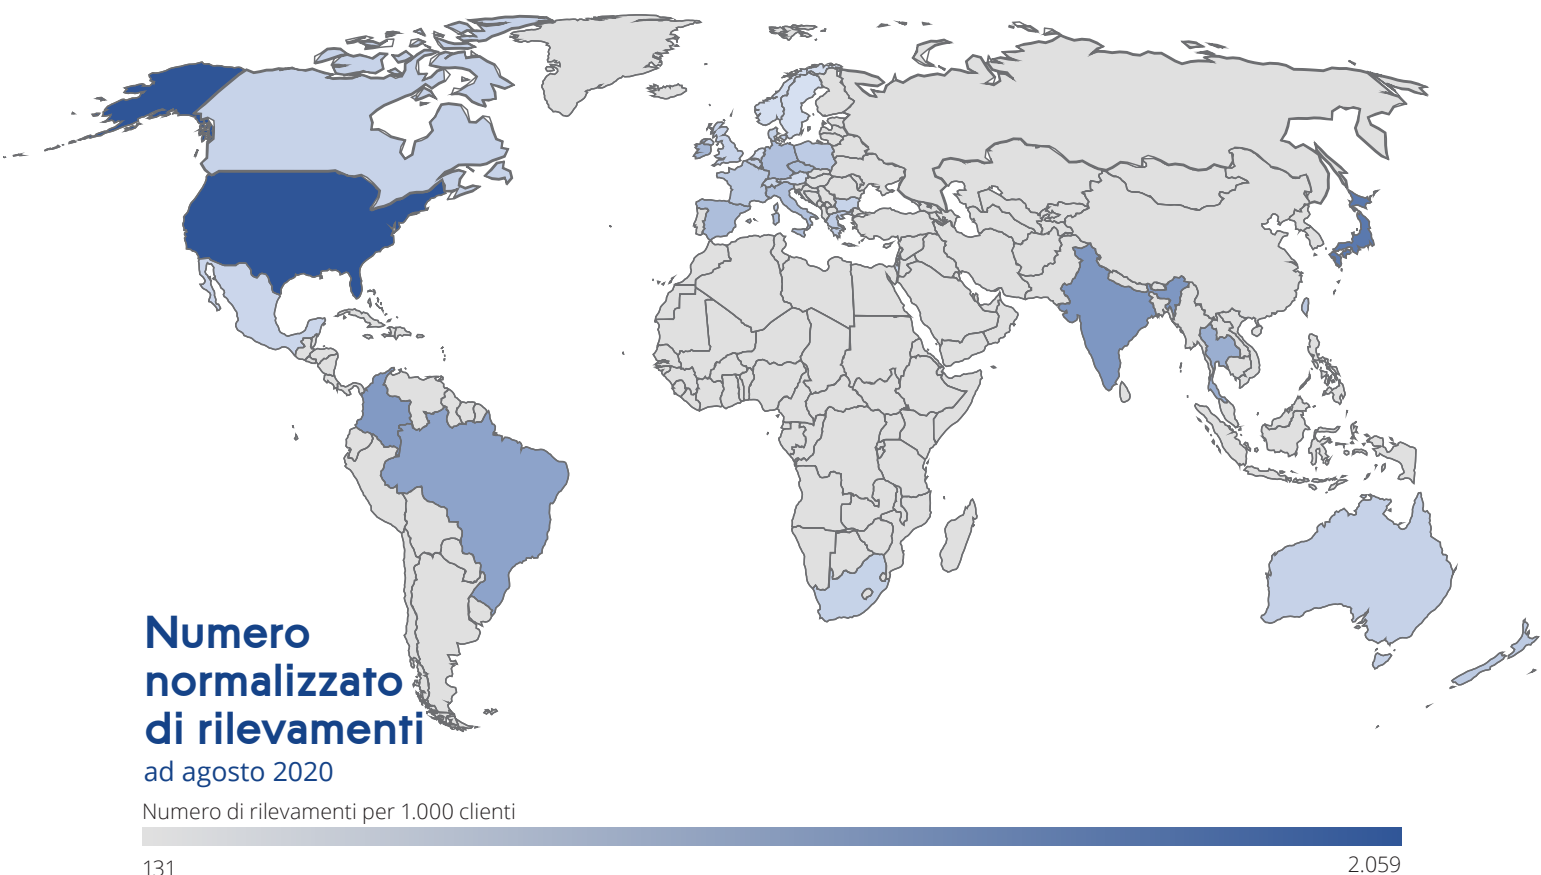 Numero
normalizzato
di rilevamenti
ad agosto 2020
Numero di rilevamenti per 1.000 clienti
131
2.059